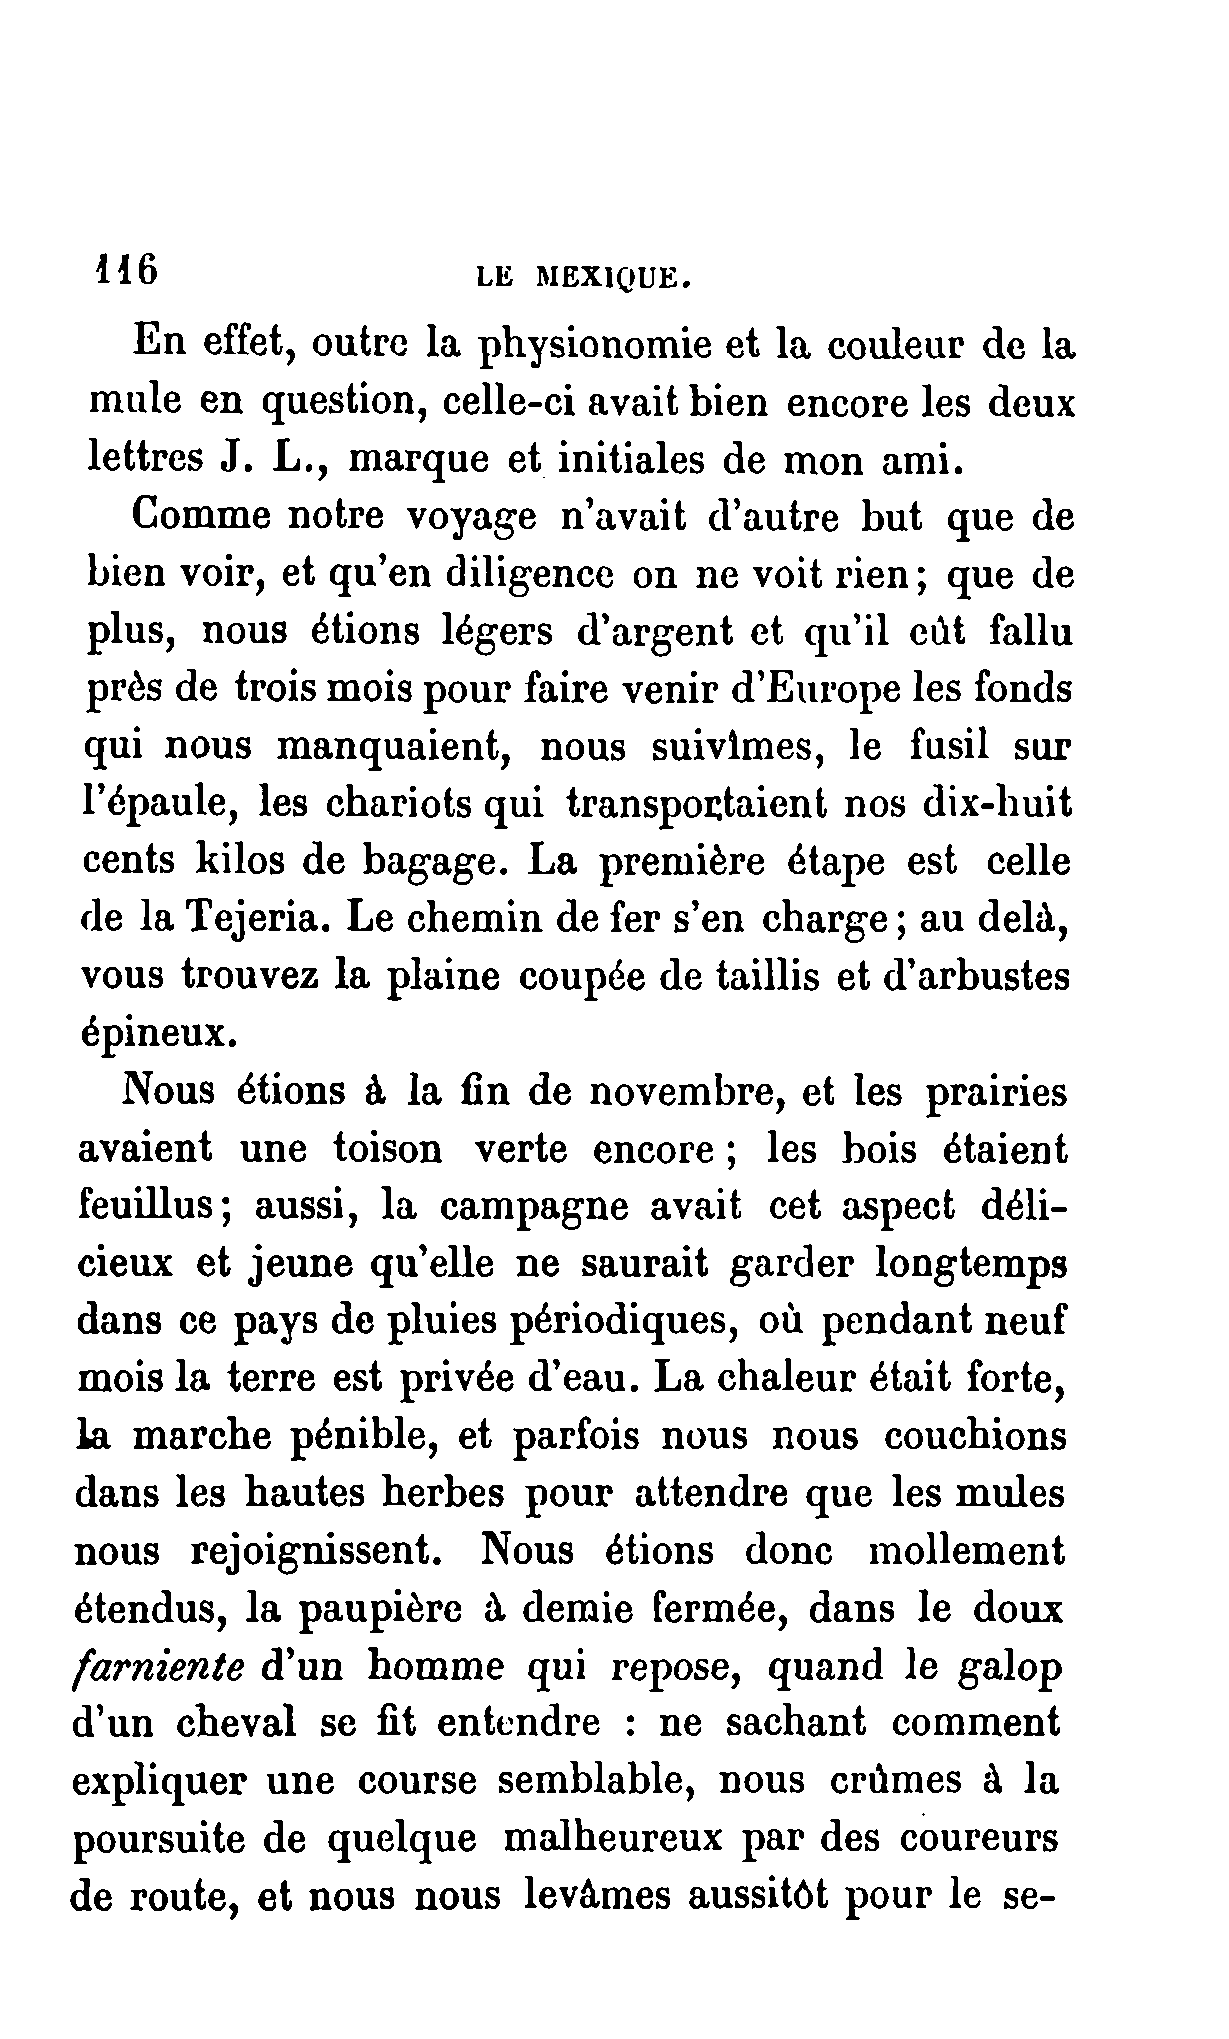 116 LE MEXIQUE.
En effet, outre la physionomie et la couleur de la
mule en question, celle-ci avait bien encore les deux
lettres J. L., marque et initiales de mon ami.
Comme notre voyage n'avait d'autre but que de
bien voir, et qu'en diligence on ne voit rien; que de
plus, nous étions légers d'argent et qu'il eût fallu
près de trois mois pour faire venir d'Europe les fonds
qui nous manquaient, nous suivîmes, le fusil sur
l'épaule, les chariots qui transportaient nos dix-huit
cents kilos de bagage. La première étape est celle
de la Tejeria. Le chemin de fer s'en charge; au delà,
vous trouvez la plaine coupée de taillis et d'arbustes
épineux.
Nous étions à la fin de novembre, et les prairies
avaient une toison verte encore; les bois étaient
feuillus; aussi, la campagne avait cet aspect déli-
cieux et jeune qu'elle ne saurait garder longtemps
dans ce pays de pluies périodiques, où pendant neuf
mois la terre est privée d'eau. La chaleur était forte,
la marche pénible, et parfois nous nous couchions
dans les hautes herbes pour attendre que les mules
nous rejoignissent. Nous étions donc mollement
étendus, la paupière à demie fermée, dans le doux
farniente d'un homme qui repose, quand le galop
d'un cheval se fit entendre : ne sachant comment
expliquer une course semblable, nous crûmes à la
poursuite de quelque malheureux par des coureurs
de route, et nous nous levâmes aussitôt pour le se-